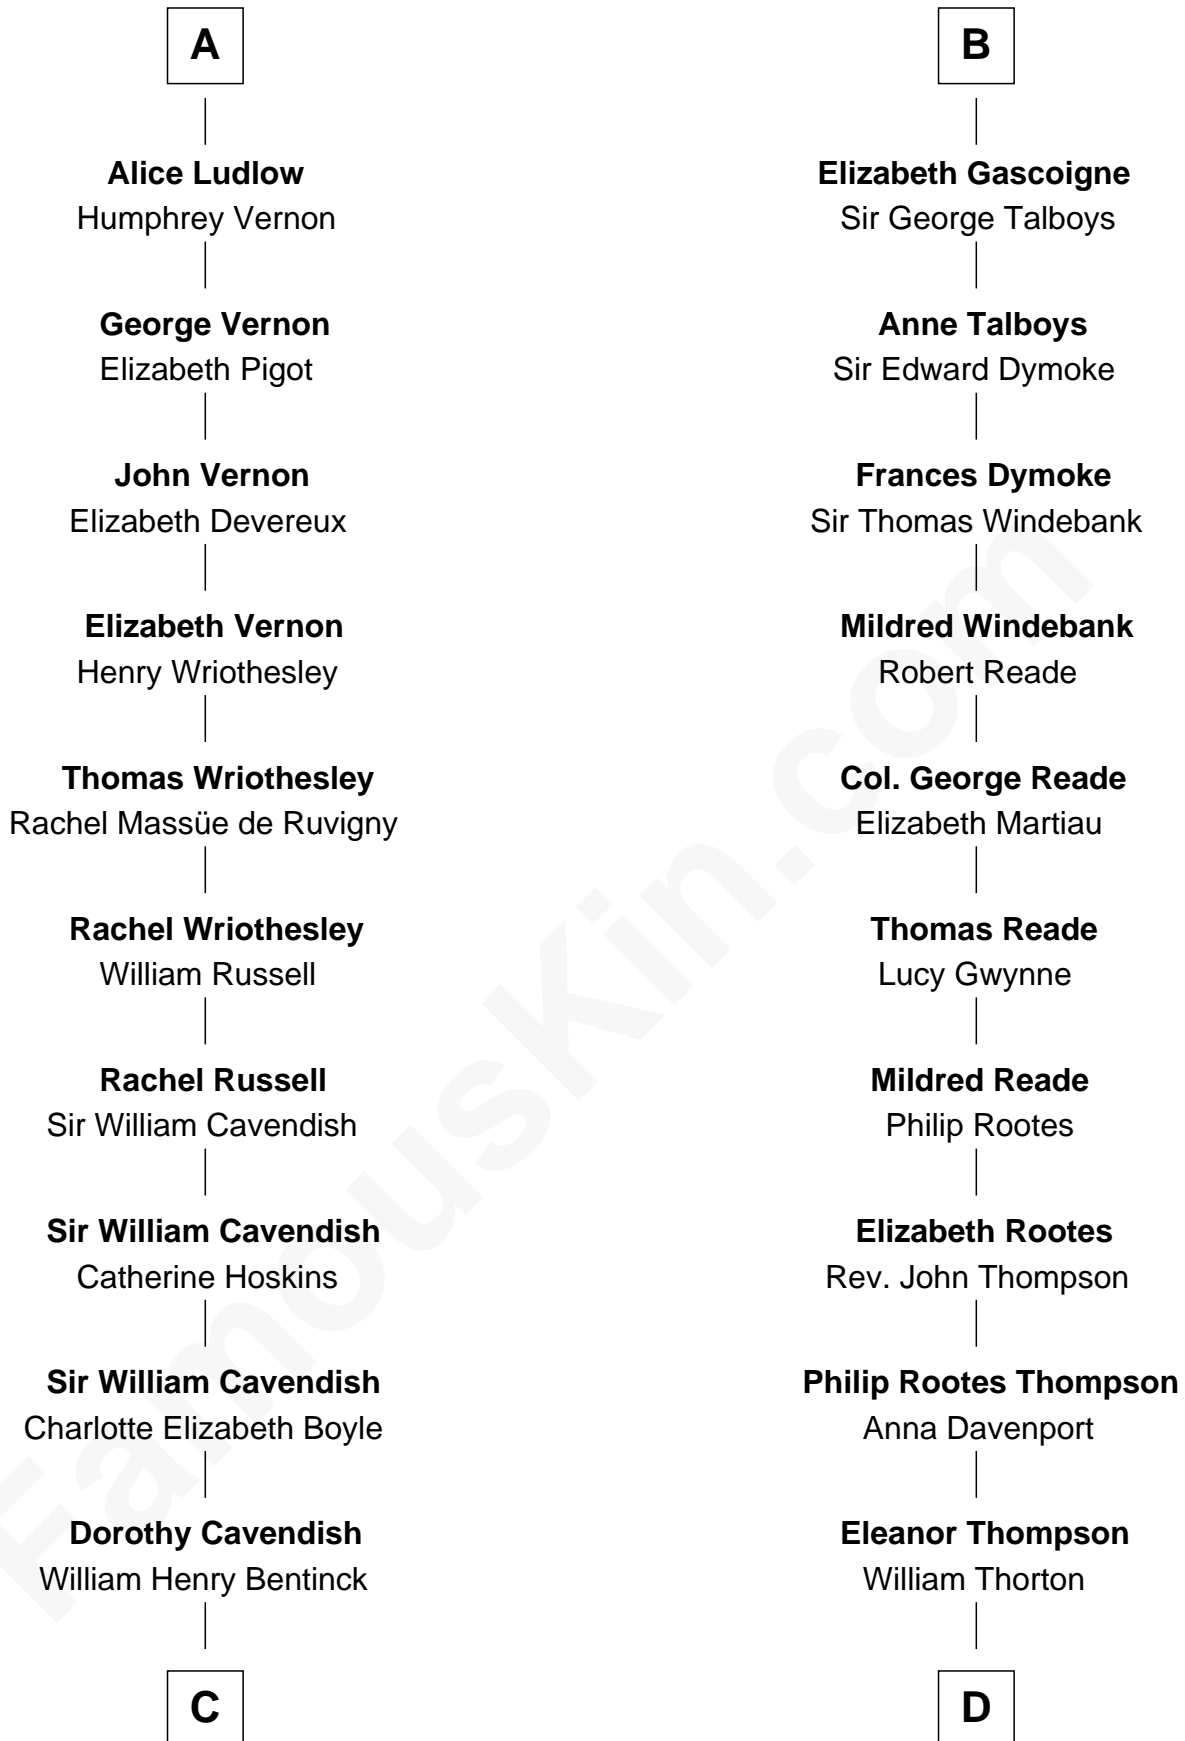 A
Alice Ludlow
Humphrey Vernon
George Vernon
Elizabeth Pigot
John Vernon
Elizabeth Devereux
Elizabeth Vernon
Henry Wriothesley
Thomas Wriothesley
Rachel Massüe de Ruvigny
Rachel Wriothesley
William Russell
Rachel Russell
Sir William Cavendish
Sir William Cavendish
Catherine Hoskins
Sir William Cavendish
Charlotte Elizabeth Boyle
Dorothy Cavendish
William Henry Bentinck
C
B
Elizabeth Gascoigne
Sir George Talboys
Anne Talboys
Sir Edward Dymoke
Frances Dymoke
Sir Thomas Windebank
Mildred Windebank
Robert Reade
Col. George Reade
Elizabeth Martiau
Thomas Reade
Lucy Gwynne
Mildred Reade
Philip Rootes
Elizabeth Rootes
Rev. John Thompson
Philip Rootes Thompson
Anna Davenport
Eleanor Thompson
William Thorton
D
FamousKin.com